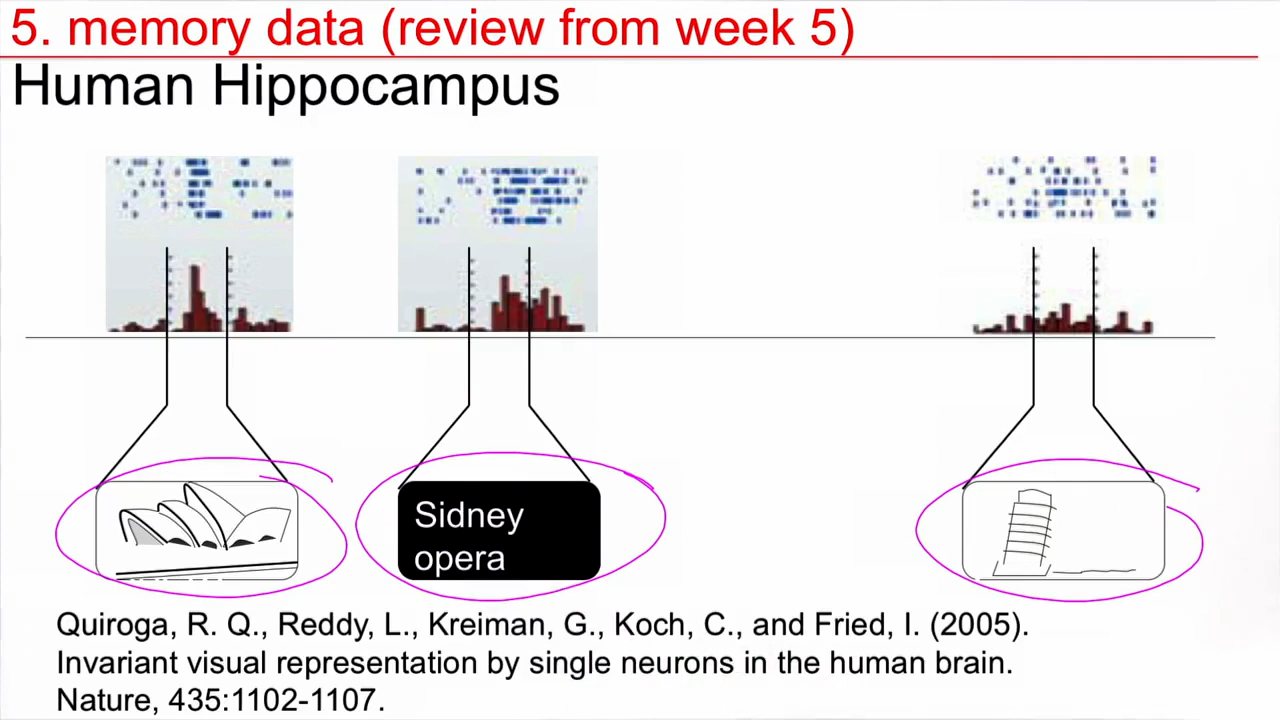 5. memory data (review from week 5)
Human Hippocampus
Sidney
opera
Quiroga, R. Q., Reddy, L., Kreiman, G., Koch, C., and Fried, I. (2005).
Invariant visual representation by single neurons in the human brain.
Nature, 435:1102-1107.